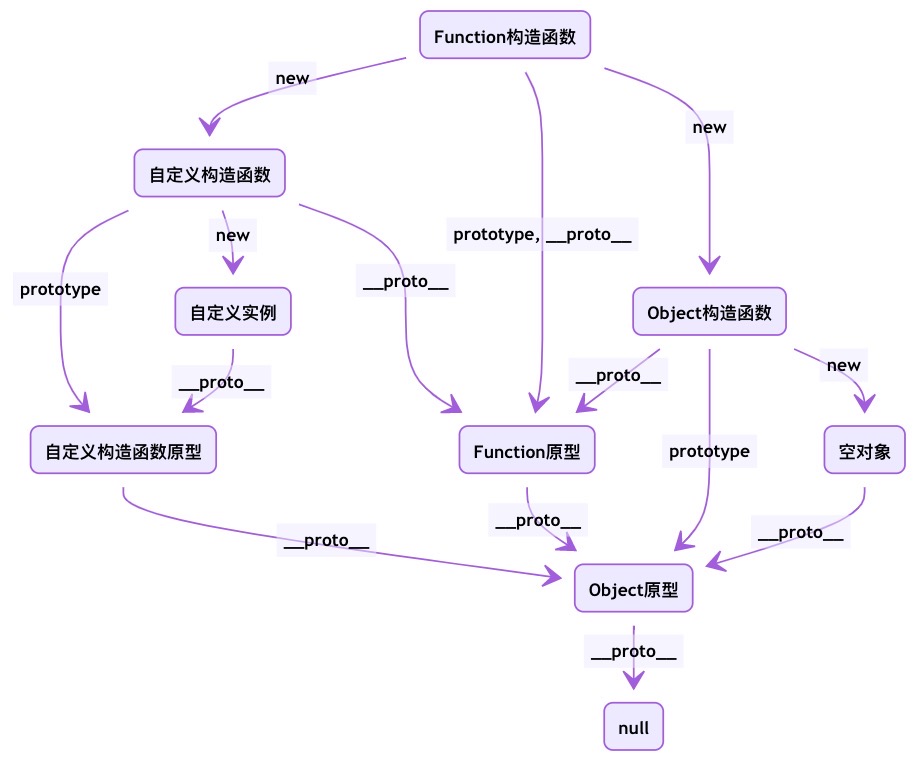 Function构造函数
new
new
自定义构造函数
prototype
new
__proto__
prototype, __proto__
自定义实例
Object构造函数
__proto__
__proto__
new
自定义构造函数原型
Function原型
prototype
空对象
__proto__
__proto__
__proto__
Object原型
__proto__
null